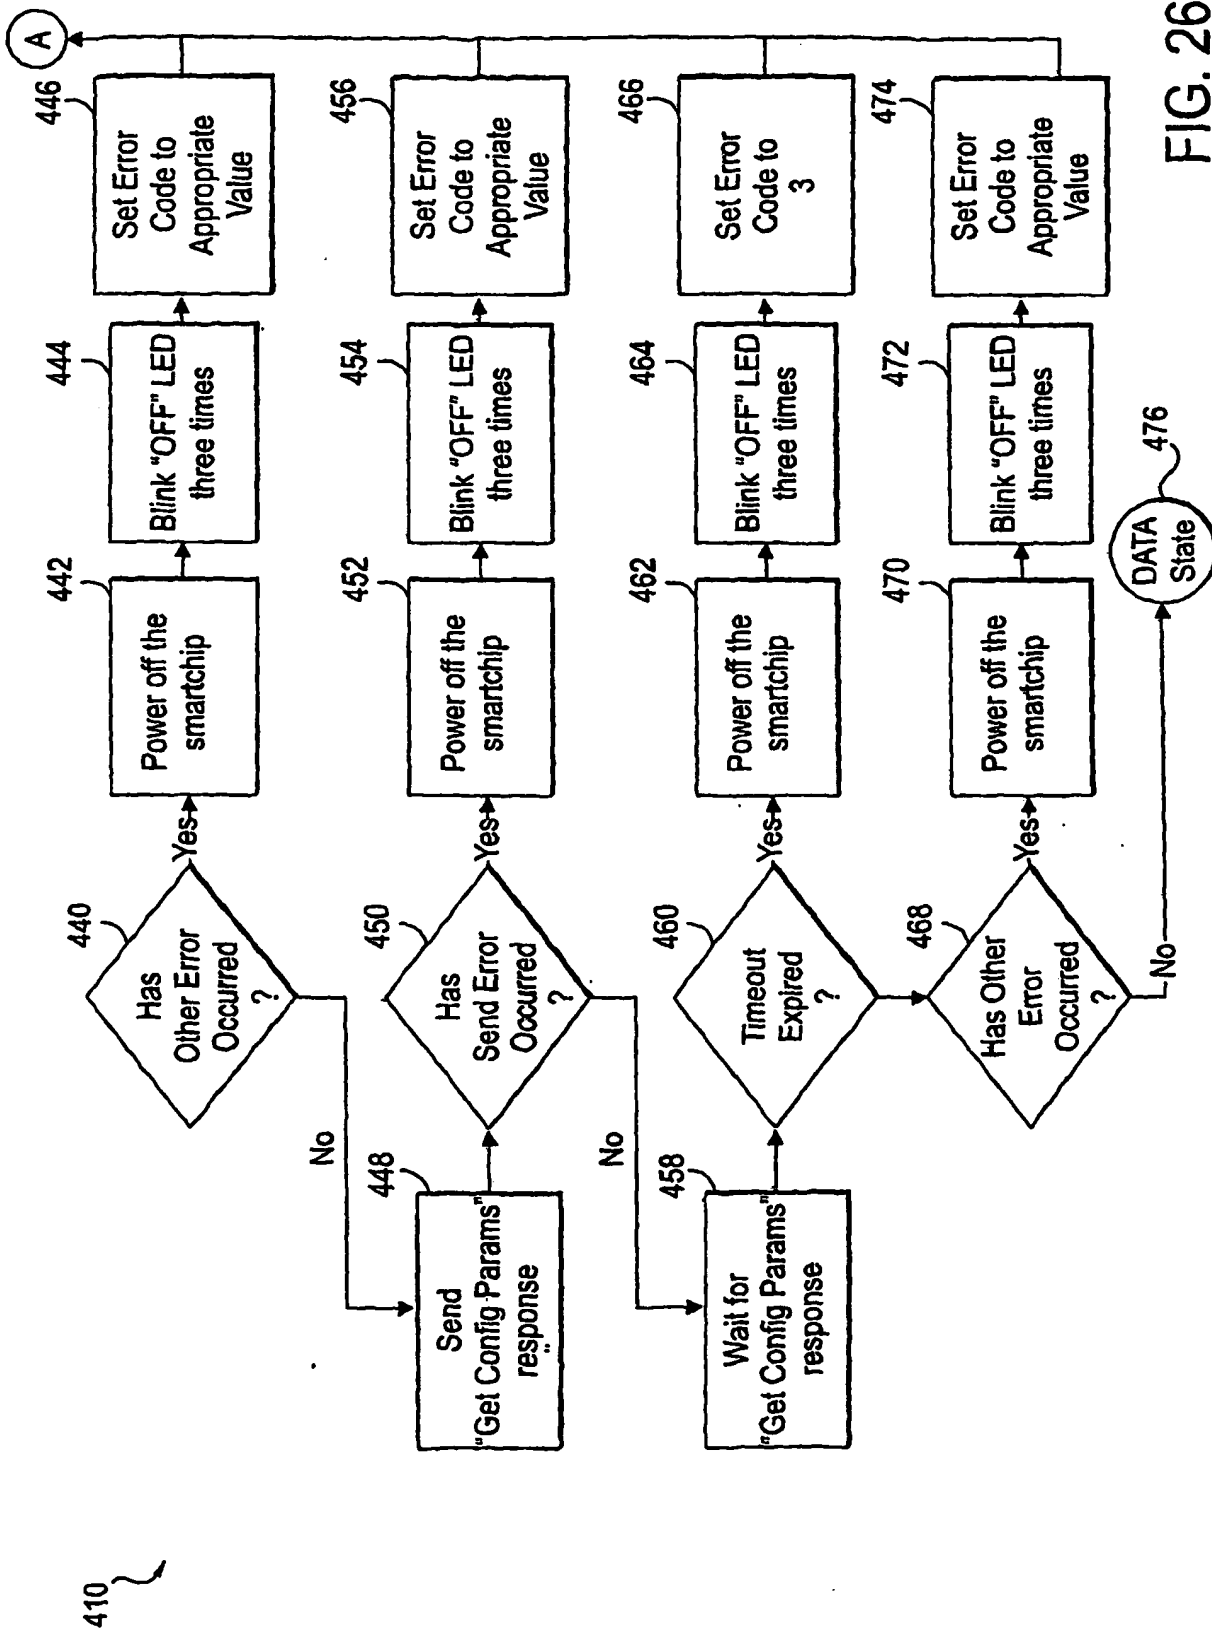 410
440
Has
Other Error
Occurred
?
Yes
442
Power off the
smartchip
444
Blink "OFF" LED
three times
446
Set Error
Code to
Appropriate
Value
A
No
448
Send
"Get Config Params"
response
450
Has
Send Error
Occurred
?
Yes
452
Power off the
smartchip
454
Blink "OFF" LED
three times
456
Set Error
Code to
Appropriate
Value
No
458
Wait for
"Get Config Params"
response
460
Timeout
Expired
?
Yes
462
Power off the
smartchip
464
Blink "OFF" LED
three times
466
Set Error
Code to
3
468
Has Other
Error
Occurred
?
Yes
470
Power off the
smartchip
472
Blink "OFF" LED
three times
474
Set Error
Code to
Appropriate
Value
No
DATA
State
476
FIG. 26